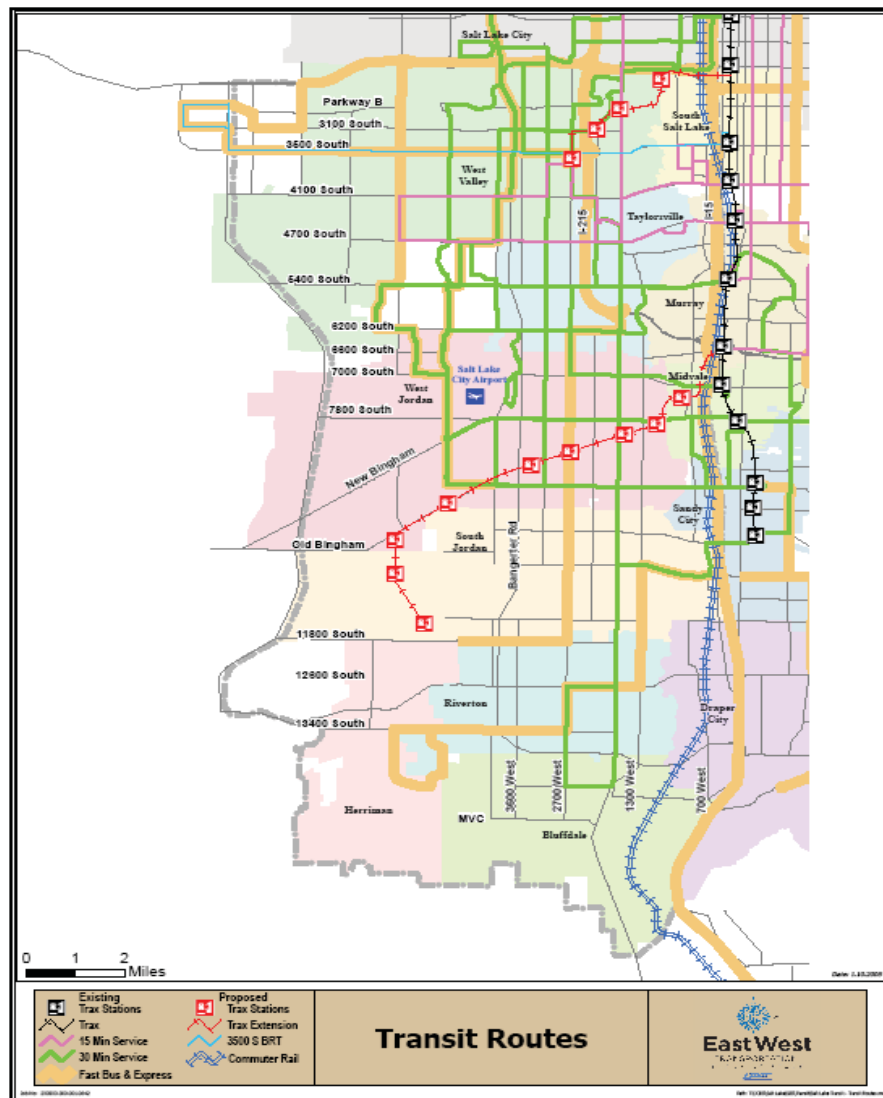 Salt Lake City
Parkway B
3100 South
South
Salt Lake
3500 South
West
Valley
4100 South
Taylorsville
I-215
I-15
4700 South
5400 South
Murray
6200 South
6600 South
7000 South
Salt Lake
City Airport
Midvale
West
Jordan
7800 South
New Bingham
Sandy
City
Old Bingham
South
Jordan
Bangerter Rd
11800 South
12600 South
Riverton
Draper
City
13400 South
3600 West
2700 West
1300 West
700 West
Herriman
MVC
Bluffdale
0 1 2
Miles
Existing
Trax Stations
Trax
15 Min Service
30 Min Service
Fast Bus & Express
Proposed
Trax Stations
Trax Extension
3500 S BRT
Commuter Rail
Transit Routes
East West
TRANSPORTATION